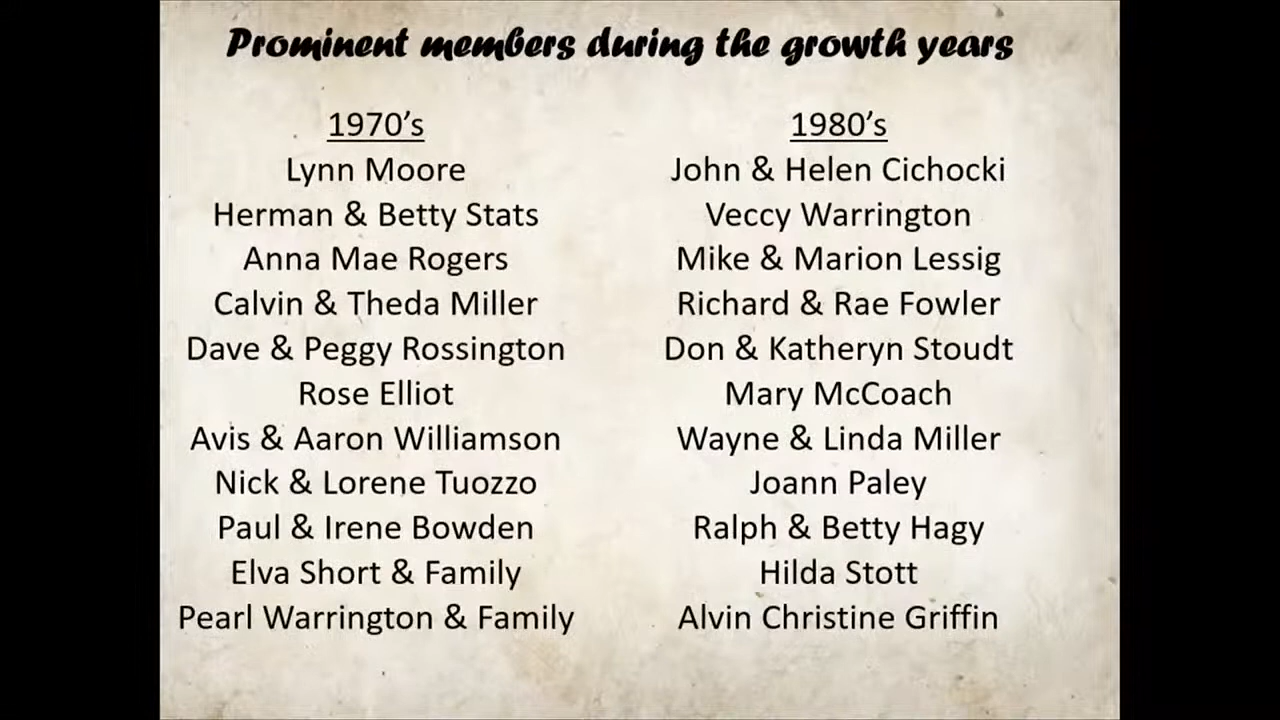 Prominent members during the growth years
1970’s
Lynn Moore
Herman & Betty Stats
Anna Mae Rogers
Calvin & Theda Miller
Dave & Peggy Rossington
Rose Elliot
Avis & Aaron Williamson
Nick & Lorene Tuozzo
Paul & Irene Bowden
Elva Short & Family
Pearl Warrington & Family
1980’s
John & Helen Cichocki
Veccy Warrington
Mike & Marion Lessig
Richard & Rae Fowler
Don & Katheryn Stoudt
Mary McCoach
Wayne & Linda Miller
Joann Paley
Ralph & Betty Hagy
Hilda Stott
Alvin Christine Griffin